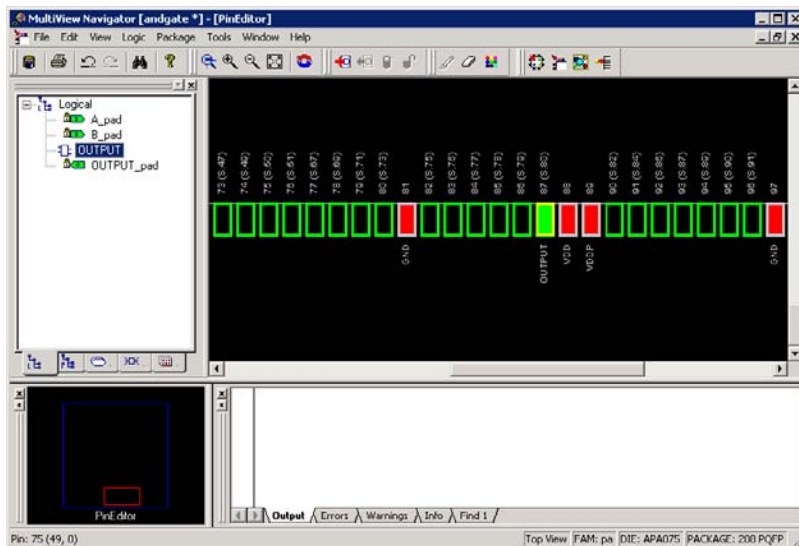 MultiView Navigator [andgate *] - [PinEditor]
File Edit View Logic Package Tools Window Help
Logical
A_pad
B_pad
OUTPUT
OUTPUT_pad
73 (S:47)
74 (S:49)
75 (S:50)
76 (S:51)
77 (S:67)
78 (S:69)
79 (S:71)
80 (S:73)
81
82 (S:75)
83 (S:76)
84 (S:77)
85 (S:78)
86 (S:79)
87 (S:80)
88
89
90 (S:82)
91 (S:84)
92 (S:86)
93 (S:87)
94 (S:89)
95 (S:90)
96 (S:91)
97
GND
OUTPUT
VDD
VDDP
GND
PinEditor
Output Errors Warnings Info Find 1
Pin: 75 (49, 0)
Top View FAM: pa DIE: APA075 PACKAGE: 208 PQFP